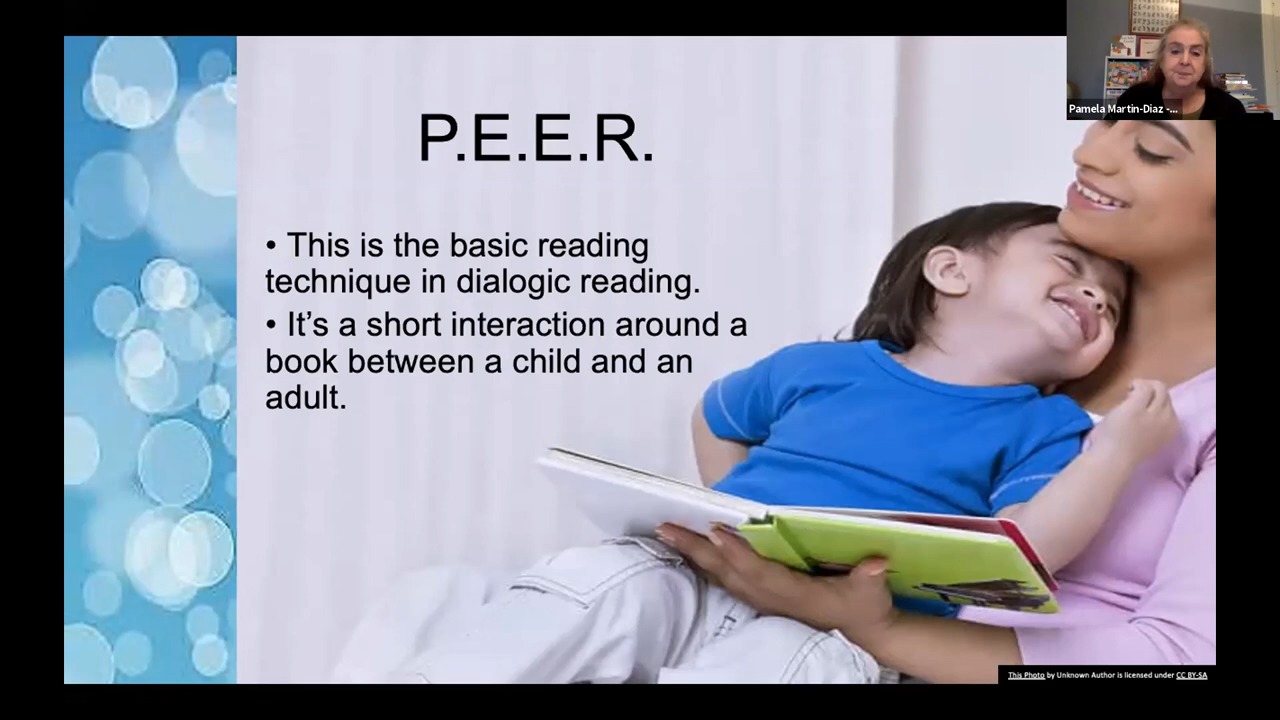 P.E.E.R.
• This is the basic reading
technique in dialogic reading.
• It’s a short interaction around a
book between a child and an
adult.
Pamela Martin-Diaz -...
This Photo by Unknown Author is licensed under CC BY-SA